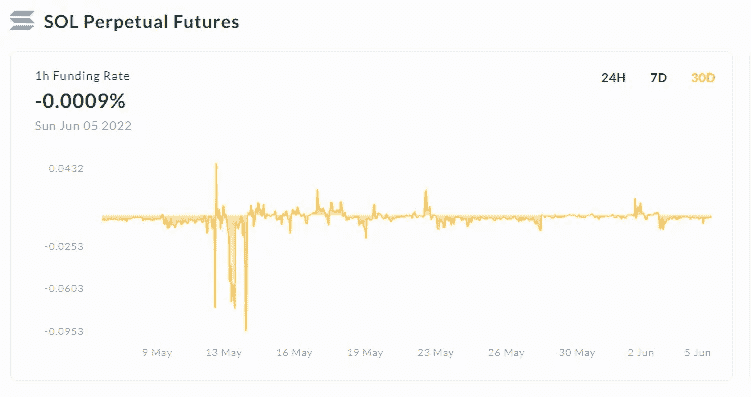 SOL Perpetual Futures
1h Funding Rate
24H 7D 30D
-0.0009%
Sun Jun 05 2022
0.0432
-0.0253
-0.0603
-0.0953
9 May 13 May 16 May 19 May 23 May 26 May 30 May 2 Jun 5 Jun